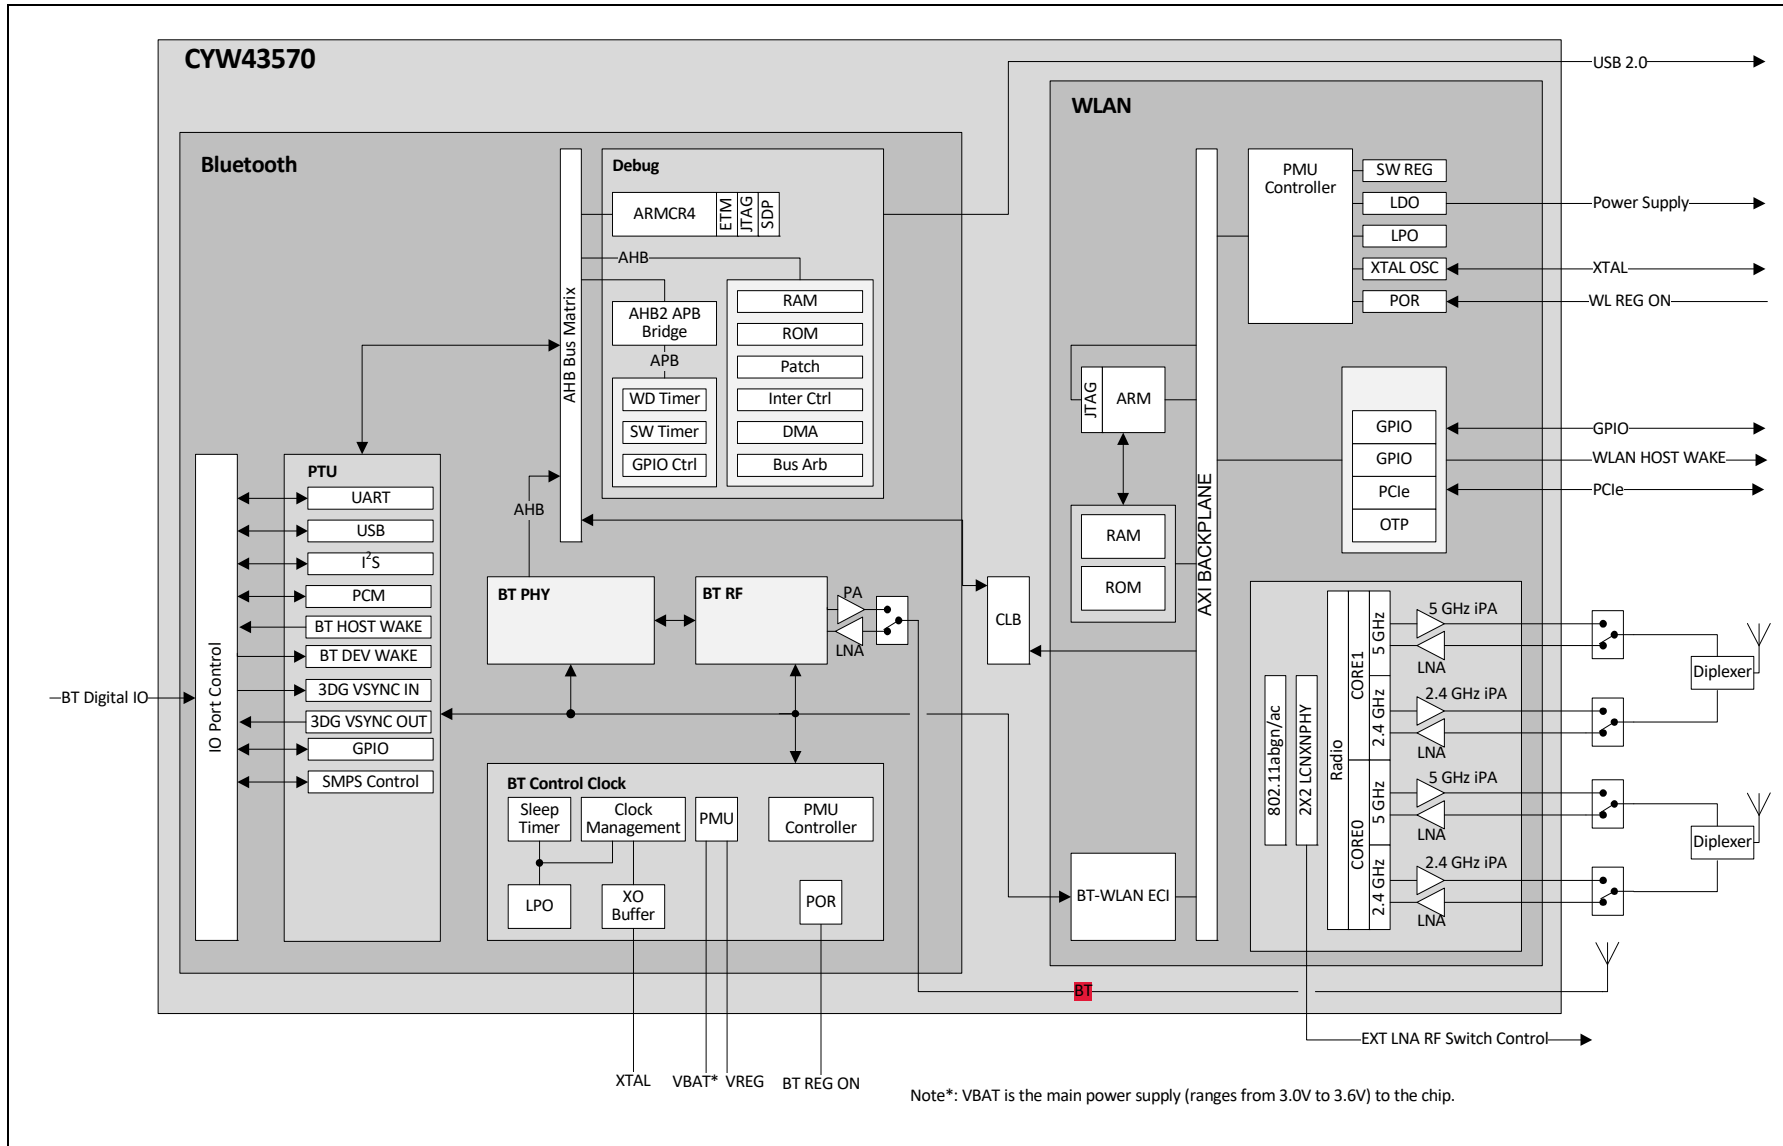 CYW43570
USB 2.0
WLAN
Bluetooth
Debug
ARMCR4
ETM
JTAG
SDP
AHB
AHB Bus Matrix
AHB2 APB
Bridge
APB
WD Timer
SW Timer
GPIO Ctrl
RAM
ROM
Patch
Inter Ctrl
DMA
Bus Arb
PMU
Controller
SW REG
LDO
LPO
XTAL OSC
POR
Power Supply
XTAL
WL REG ON
JTAG
ARM
RAM
ROM
AXI BACKPLANE
GPIO
GPIO
PCIe
OTP
GPIO
WLAN HOST WAKE
PCIe
BT Digital IO
IO Port Control
PTU
UART
USB
I2S
PCM
BT HOST WAKE
BT DEV WAKE
3DG VSYNC IN
3DG VSYNC OUT
GPIO
SMPS Control
AHB
BT PHY
BT RF
PA
LNA
CLB
BT Control Clock
Sleep
Timer
Clock
Management
PMU
PMU
Controller
LPO
XO
Buffer
POR
BT-WLAN ECI
802.11abgn/ac
2X2 LCNXNPHY
Radio
CORE1
CORE0
5 GHz
2.4 GHz
5 GHz
2.4 GHz
5 GHz iPA
LNA
2.4 GHz iPA
LNA
5 GHz iPA
LNA
2.4 GHz iPA
LNA
Diplexer
Diplexer
BT
EXT LNA RF Switch Control
XTAL
VBAT*
VREG
BT REG ON
Note*: VBAT is the main power supply (ranges from 3.0V to 3.6V) to the chip.